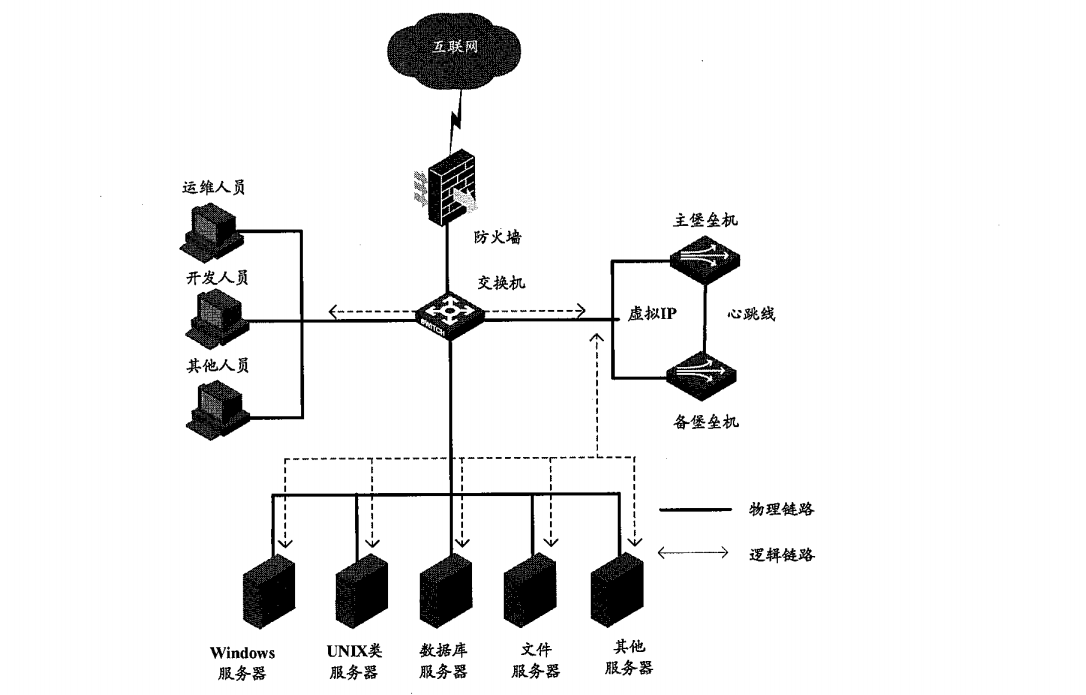 互联网
运维人员
防火墙
主堡垒机
开发人员
交换机
SWITCH
虚拟IP
心跳线
其他人员
备堡垒机
物理链路
逻辑链路
Windows
服务器
UNIX类
服务器
数据库
服务器
文件
服务器
其他
服务器